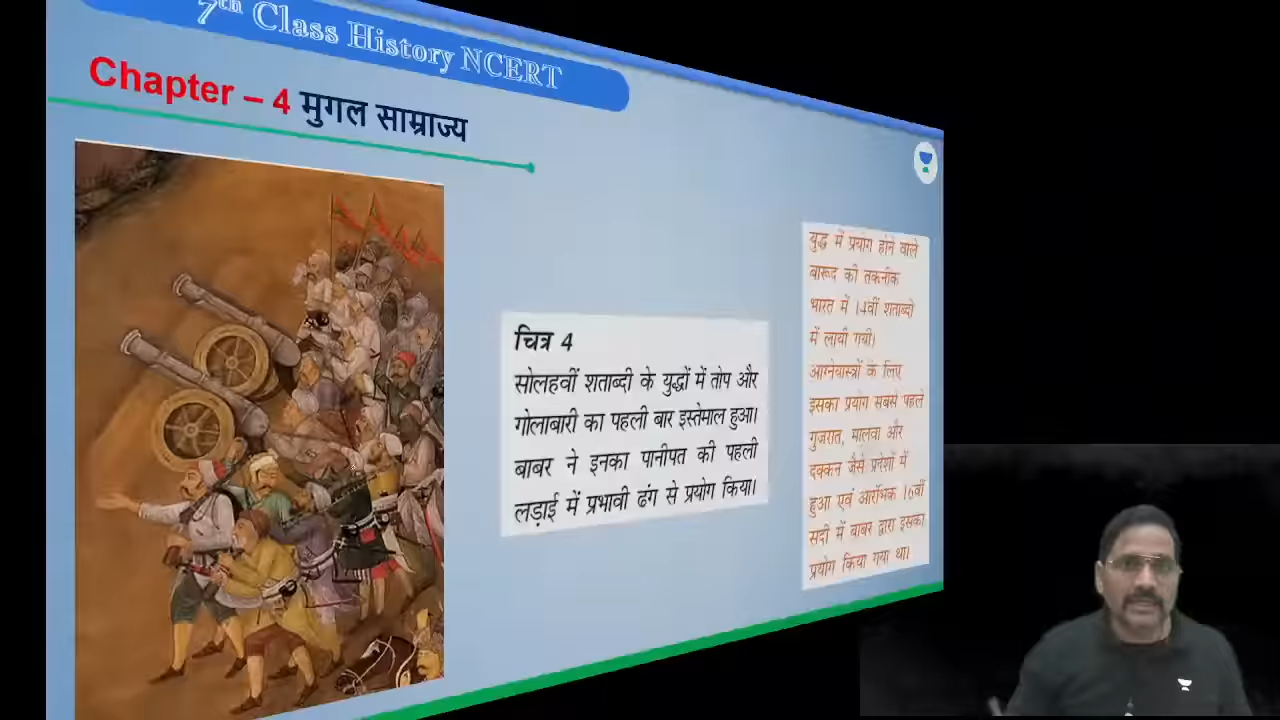 7th Class History NCERT
Chapter – 4 मुगल साम्राज्य
चित्र 4
सोलहवीं शताब्दी के युद्धों में तोप और
गोलाबारी का पहली बार इस्तेमाल हुआ।
बाबर ने इनका पानीपत की पहली
लड़ाई में प्रभावी ढंग से प्रयोग किया।
युद्ध में प्रयोग होने वाले
बारूद की तकनीक
भारत में 14वीं शताब्दी
में लायी गयी।
आग्नेयास्त्रों के लिए
इसका प्रयोग सबसे पहले
गुजरात, मालवा और
दक्कन जैसे प्रदेशों में
हुआ एवं आरंभिक 16वीं
सदी में बाबर द्वारा इसका
प्रयोग किया गया था।